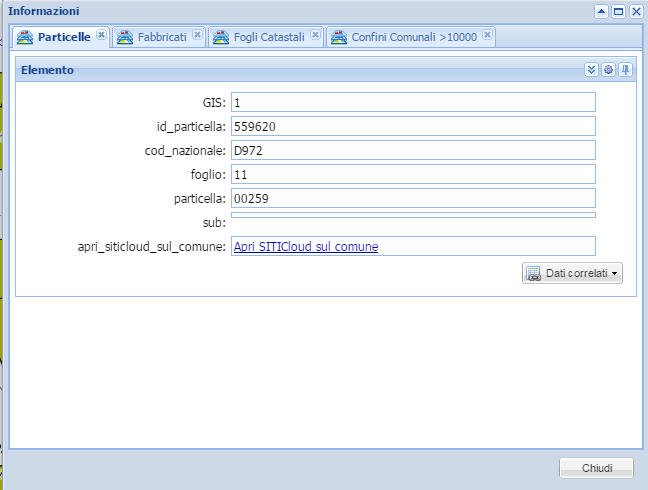 Informazioni
Particelle Fabbricati Fogli Catastali Confini Comunali >10000
Elemento
GIS: 1
id_particella: 559620
cod_nazionale: D972
foglio: 11
particella: 00259
sub:
apri_siticloud_sul_comune: Apri SITICloud sul comune
Dati correlati
Chiudi